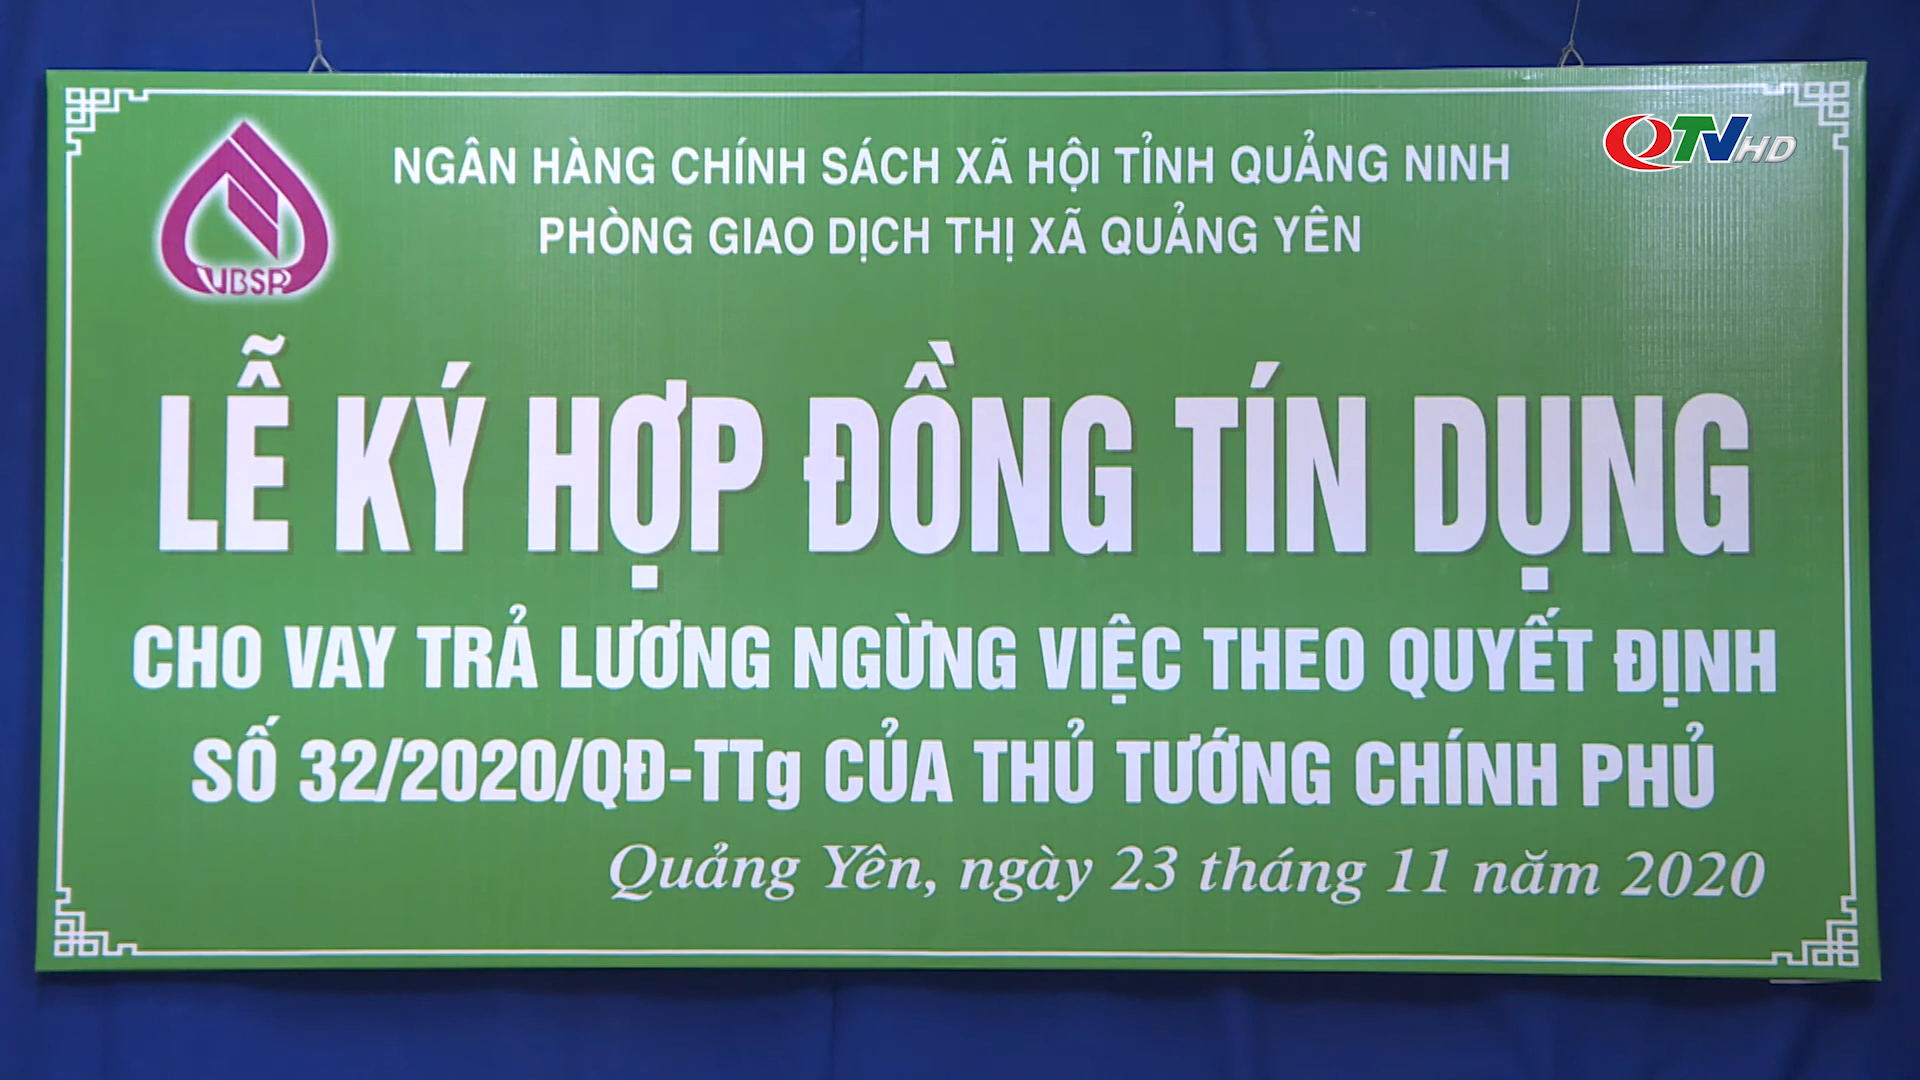 QTV HD
NGÂN HÀNG CHÍNH SÁCH XÃ HỘI TỈNH QUẢNG NINH
PHÒNG GIAO DỊCH THỊ XÃ QUẢNG YÊN
VBSP
LỄ KÝ HỢP ĐỒNG TÍN DỤNG
CHO VAY TRẢ LƯƠNG NGỪNG VIỆC THEO QUYẾT ĐỊNH
SỐ 32/2020/QĐ-TTg CỦA THỦ TƯỚNG CHÍNH PHỦ
Quảng Yên, ngày 23 tháng 11 năm 2020